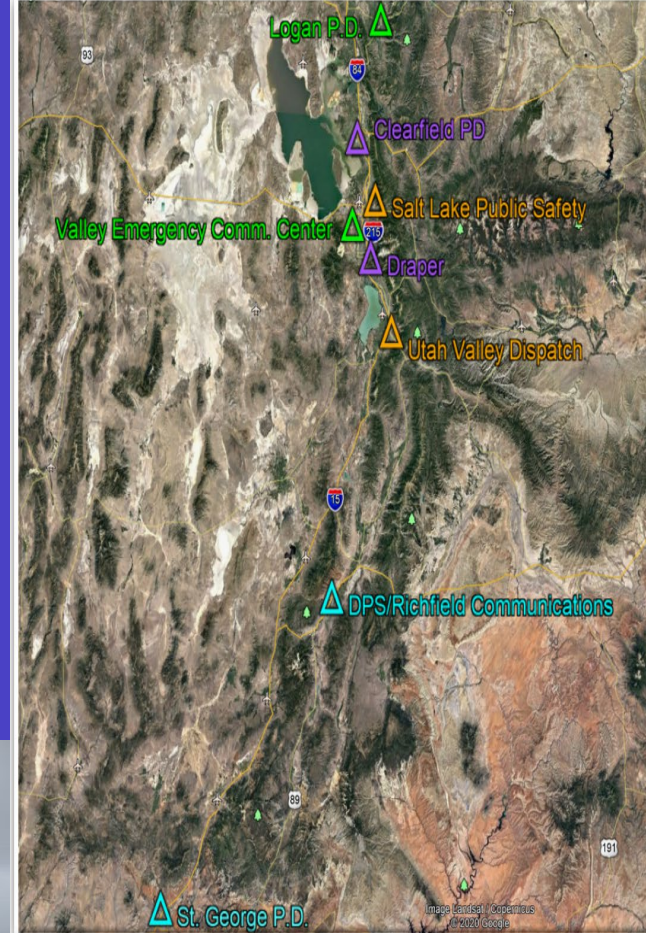 Logan P.D.
93
84
Clearfield PD
Salt Lake Public Safety
Valley Emergency Comm. Center
215
Draper
Utah Valley Dispatch
15
DPS/Richfield Communications
89
191
St. George P.D.
Image Landsat / Copernicus
© 2020 Google